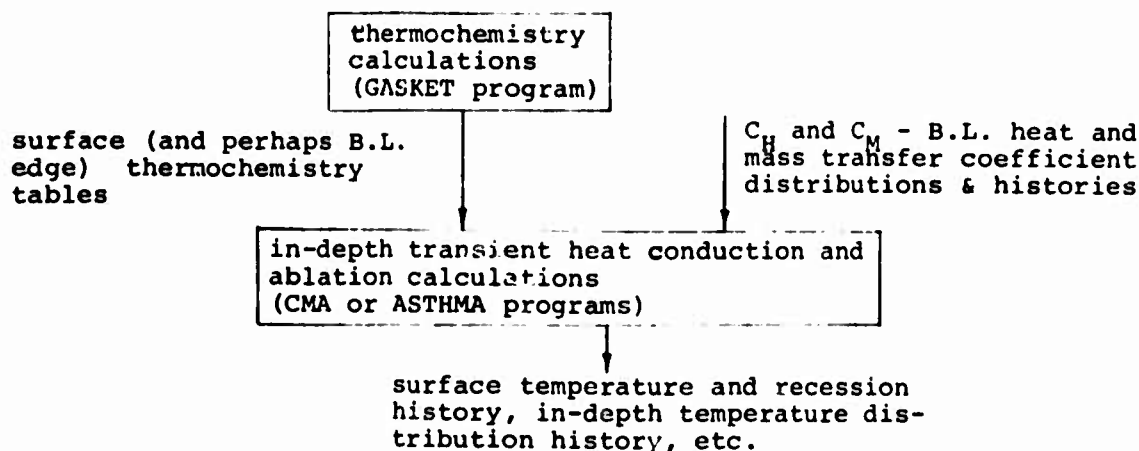 thermochemistry
calculations
(GASKET program)
surface (and perhaps B.L.
edge) thermochemistry
tables
C_H and C_M - B.L. heat and
mass transfer coefficient
distributions & histories
in-depth transient heat conduction and
ablation calculations
(CMA or ASTHMA programs)
surface temperature and recession
history, in-depth temperature dis-
tribution history, etc.